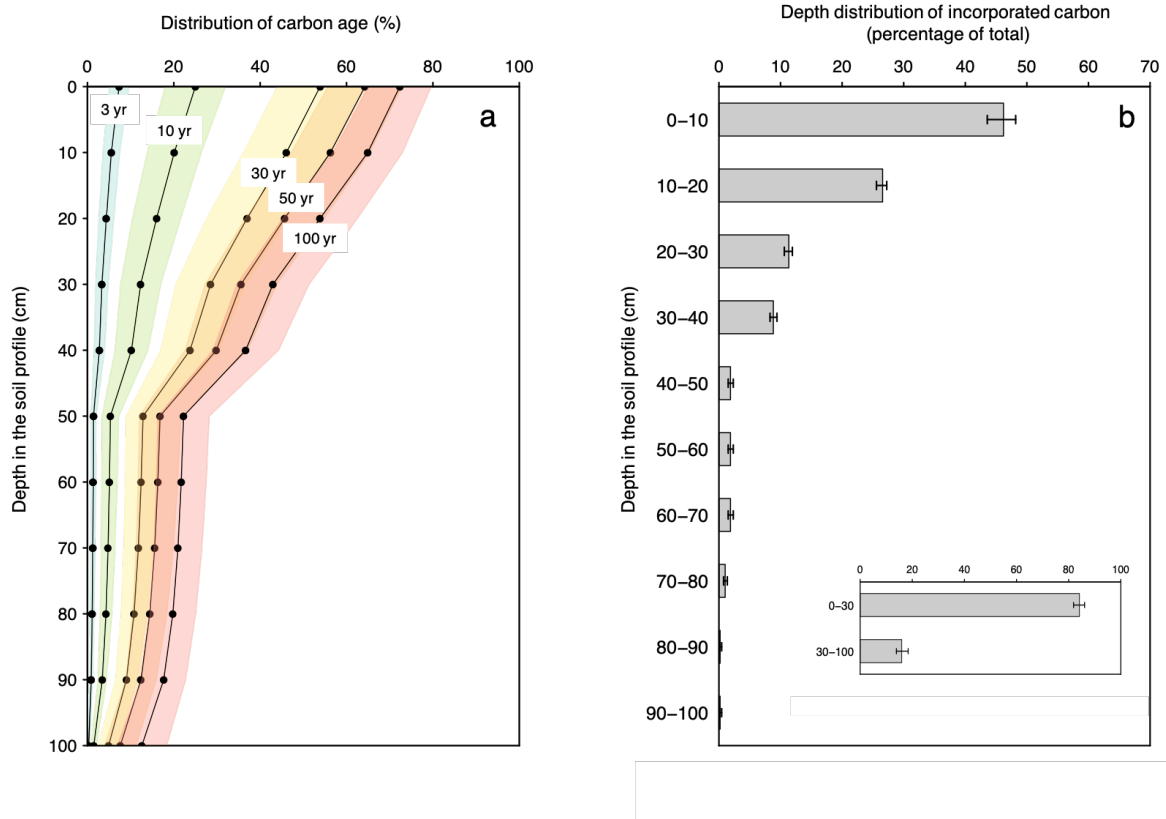 Distribution of carbon age (%)
0 20 40 60 80 100
0
10
20
30
40
50
60
70
80
90
100
Depth in the soil profile (cm)
3 yr
10 yr
30 yr
50 yr
100 yr
a
Depth distribution of incorporated carbon
(percentage of total)
0 10 20 30 40 50 60 70
0−10
10−20
20−30
30−40
40−50
50−60
60−70
70−80
80−90
90−100
Depth in the soil profile (cm)
b
0 20 40 60 80 100
0−30
30−100